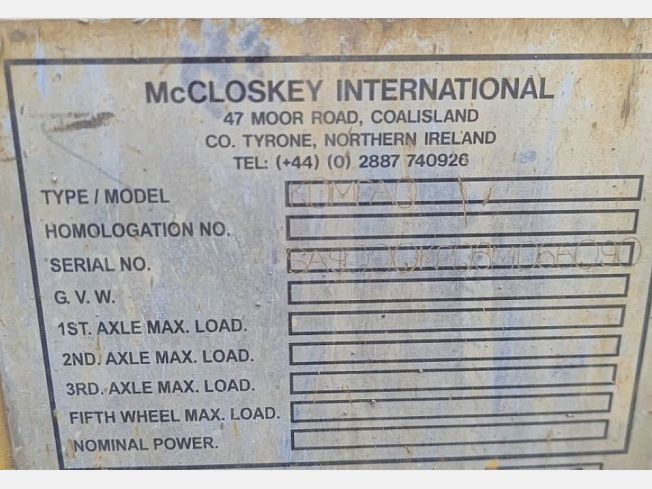 McCLOSKEY INTERNATIONAL
47 MOOR ROAD, COALISLAND
CO. TYRONE, NORTHERN IRELAND
TEL: (+44) (0) 2887 740926
TYPE / MODEL
HOMOLOGATION NO.
SERIAL NO.
G. V. W.
1ST. AXLE MAX. LOAD.
2ND. AXLE MAX. LOAD.
3RD. AXLE MAX. LOAD.
FIFTH WHEEL MAX. LOAD.
NOMINAL POWER.